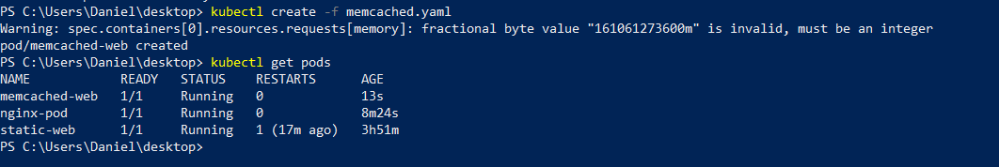 PS C:\Users\Daniel\desktop> kubectl create -f memcached.yaml
Warning: spec.containers[0].resources.requests[memory]: fractional byte value "161061273600m" is invalid, must be an integer
pod/memcached-web created
PS C:\Users\Daniel\desktop> kubectl get pods
NAME READY STATUS RESTARTS AGE
memcached-web 1/1 Running 0 13s
nginx-pod 1/1 Running 0 8m24s
static-web 1/1 Running 1 (17m ago) 3h51m
PS C:\Users\Daniel\desktop>